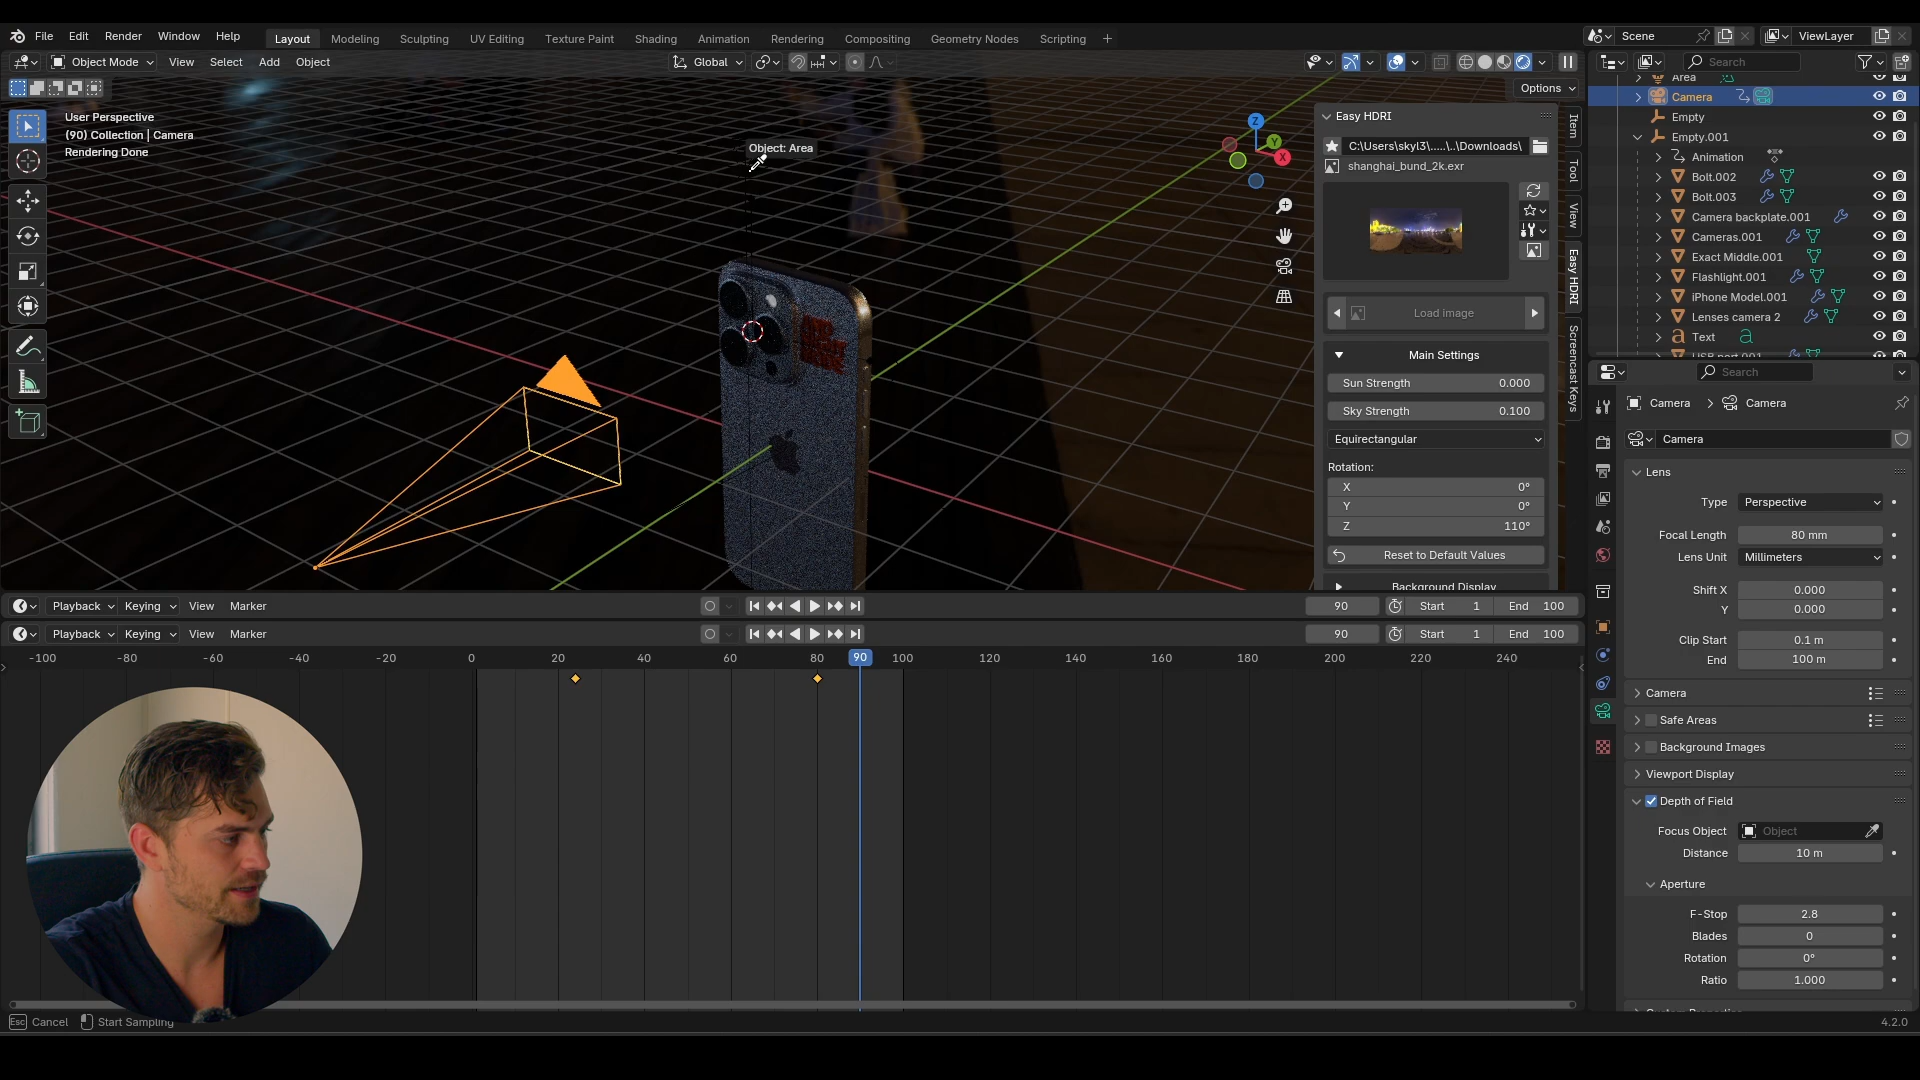 File Edit Render Window Help Layout Modeling Sculpting UV Editing Texture Paint Shading Animation Rendering Compositing Geometry Nodes Scripting + Scene ViewLayer
Object Mode View Select Add Object Global Search
Options
User Perspective
(90) Collection | Camera
Rendering Done
Object: Area
Z
Y
X
Easy HDRI
C:\Users\skyl3\.....\..\Downloads\
shanghai_bund_2k.exr
Load image
Main Settings
Sun Strength 0.000
Sky Strength 0.100
Equirectangular
Rotation:
X 0°
Y 0°
Z 110°
Reset to Default Values
Background Display
Item
Tool
View
Easy HDRI
Screencast Keys
Area
Camera
Empty
Empty.001
Animation
Bolt.002
Bolt.003
Camera backplate.001
Cameras.001
Exact Middle.001
Flashlight.001
iPhone Model.001
Lenses camera 2
Text
USB port.001
Search
Camera > Camera
Camera
Lens
Type Perspective
Focal Length 80 mm
Lens Unit Millimeters
Shift X 0.000
Y 0.000
Clip Start 0.1 m
End 100 m
Camera
Safe Areas
Background Images
Viewport Display
Depth of Field
Focus Object Object
Distance 10 m
Aperture
F-Stop 2.8
Blades 0
Rotation 0°
Ratio 1.000
Playback Keying View Marker 90 Start 1 End 100
Playback Keying View Marker 90 Start 1 End 100
-100 -80 -60 -40 -20 0 20 40 60 80 90 100 120 140 160 180 200 220 240
Esc Cancel Start Sampling
4.2.0